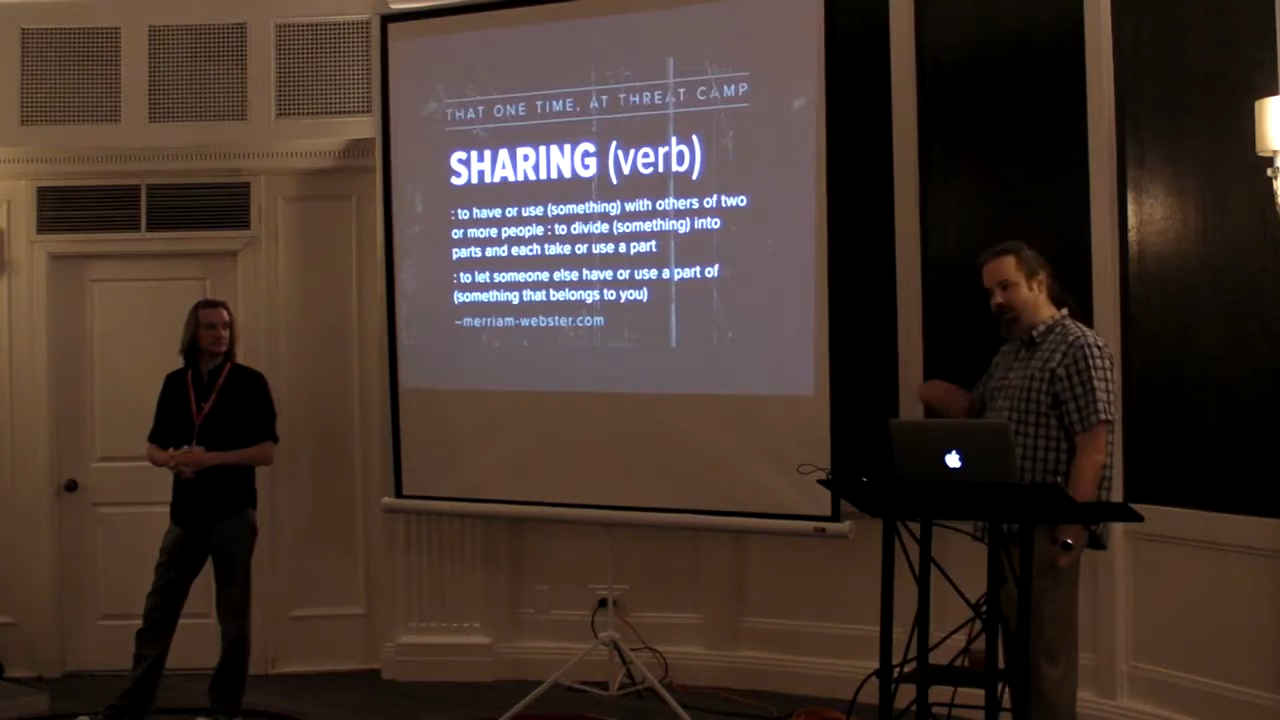 THAT ONE TIME, AT THREAT CAMP
SHARING (verb)
: to have or use (something) with others of two
or more people : to divide (something) into
parts and each take or use a part
: to let someone else have or use a part of
(something that belongs to you)
–merriam-webster.com